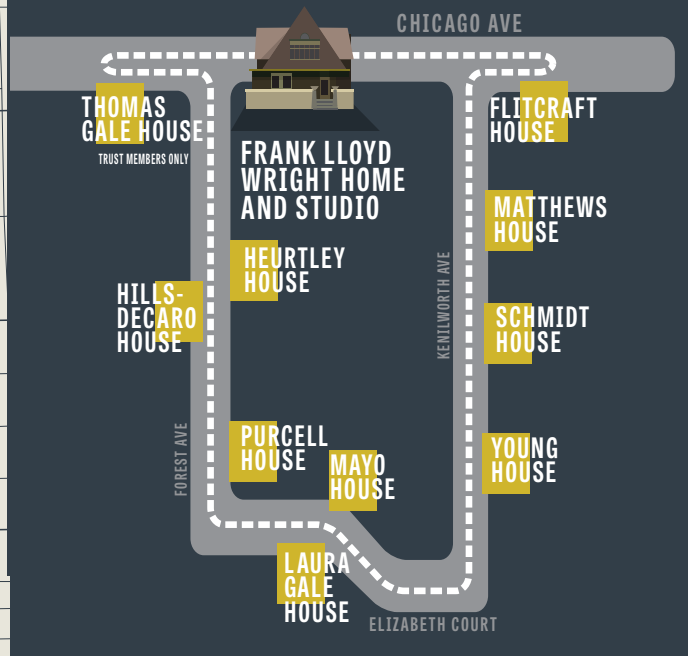 CHICAGO AVE
THOMAS
GALE HOUSE
TRUST MEMBERS ONLY
FLITCRAFT
HOUSE
FRANK LLOYD
WRIGHT HOME
AND STUDIO
MATTHEWS
HOUSE
HEURTLEY
HOUSE
KENILWORTH AVE
HILLS-
DECARO
HOUSE
SCHMIDT
HOUSE
FOREST AVE
PURCELL
HOUSE
MAYO
HOUSE
YOUNG
HOUSE
LAURA
GALE
HOUSE
ELIZABETH COURT